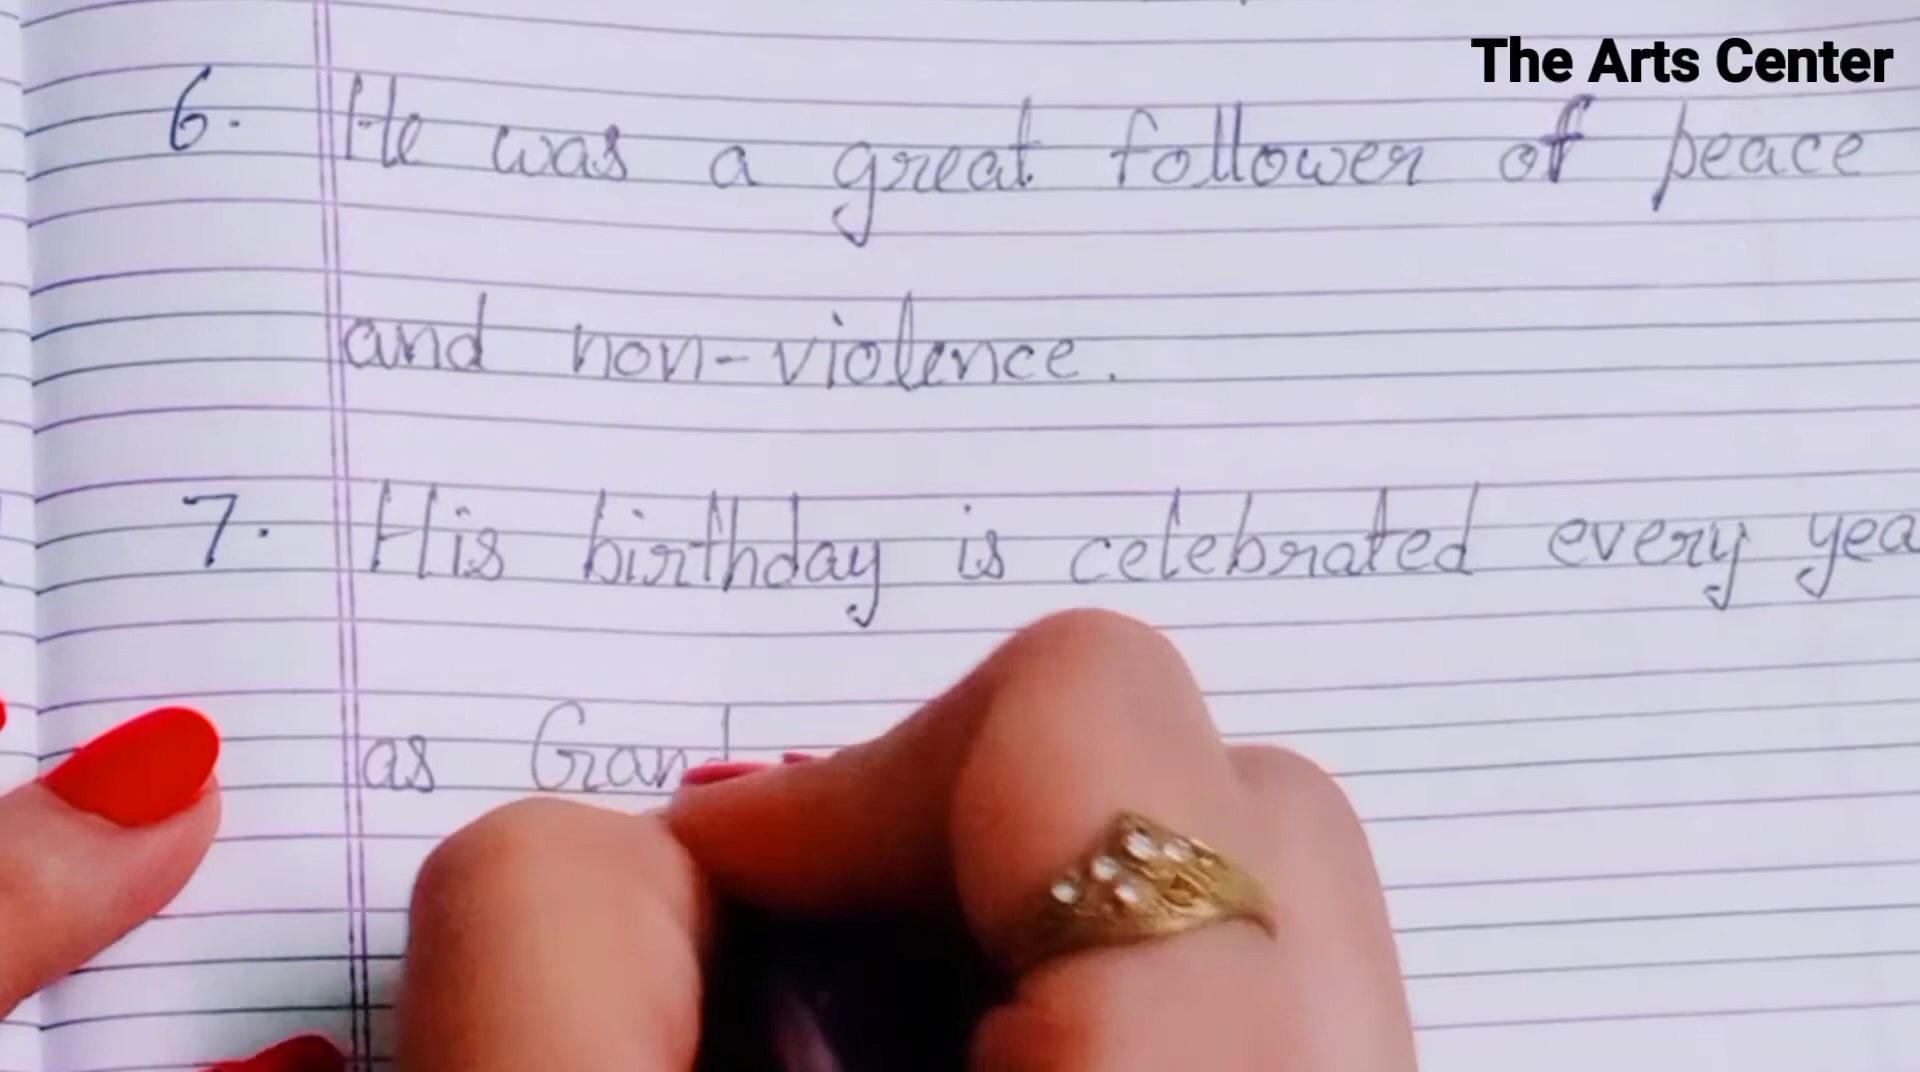 The Arts Center
6. He was a great follower of peace
and non-violence.
7. His birthday is celebrated every yea
as Gand